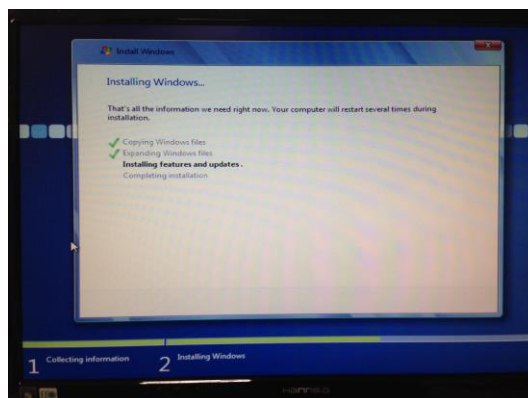 Install Windows
Installing Windows...
That's all the information we need right now. Your computer will restart several times during
installation.
Copying Windows files
Expanding Windows files
Installing features and updates .
Completing installation
1 Collecting information
2 Installing Windows
HANNS.G